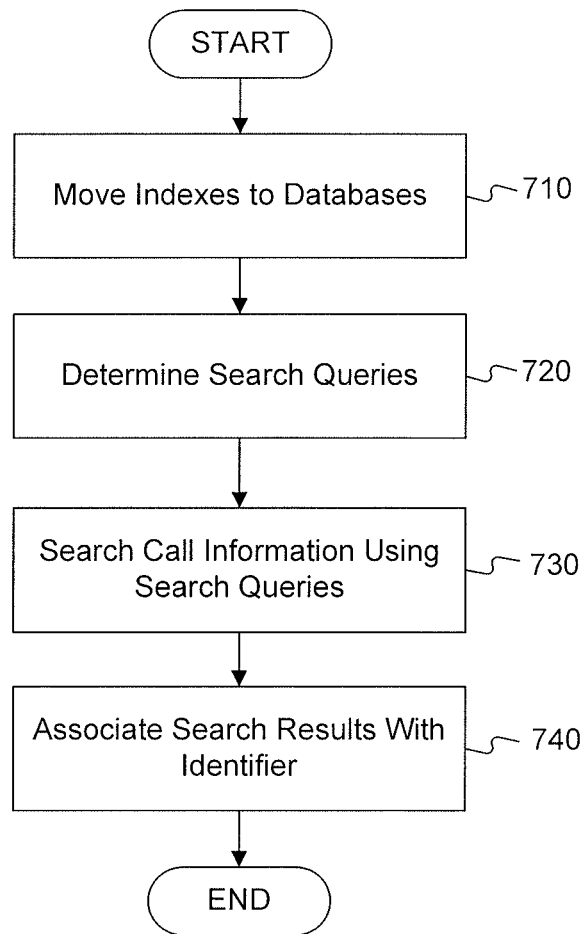 START
Move Indexes to Databases
710
Determine Search Queries
720
Search Call Information Using
Search Queries
730
Associate Search Results With
Identifier
740
END